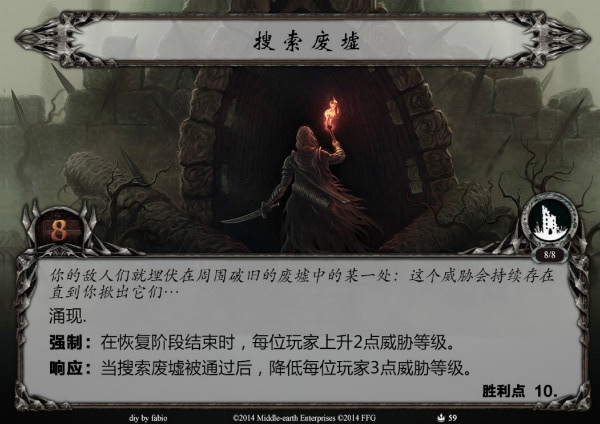 搜索废墟
8
8/8
你的敌人们就埋伏在周围破旧的废墟中的某一处：这个威胁会持续存在
直到你揪出它们…
涌现.
强制：在恢复阶段结束时，每位玩家上升2点威胁等级。
响应：当搜索废墟被通过后，降低每位玩家3点威胁等级。
胜利点 10.
diy by fabio
©2014 Middle-earth Enterprises ©2014 FFG
59